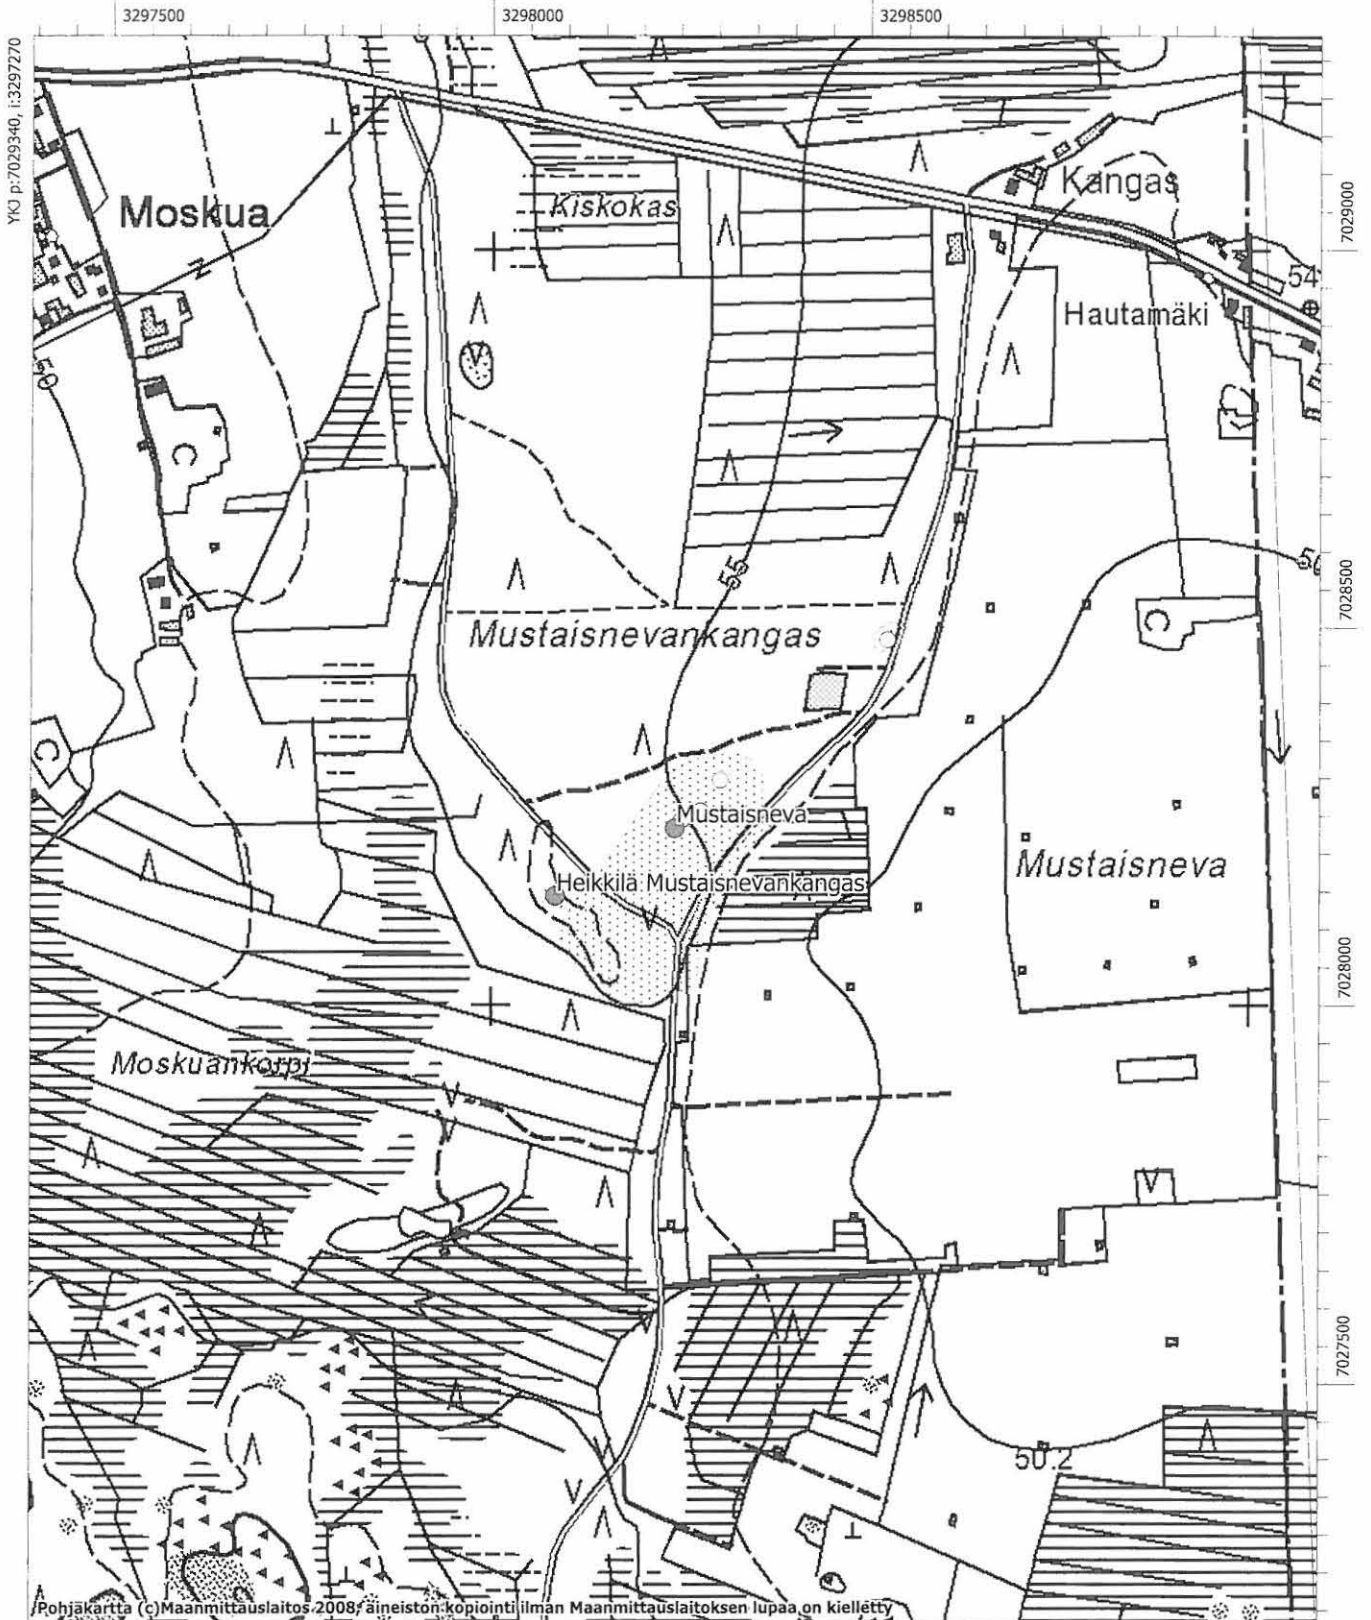 3297500
3298000
3298500
YKJ p:7029340, i:3297270
Moskua
Kiskokas
Kangas
7029000
54
Hautamäki
50
55
7028500
Mustaisnevankangas
Mustaisneva
Mustaisneva
Heikkilä Mustaisnevankangas
7028000
Moskuankorpi
7027500
50.2
Pohjakartta (c)Maanmittauslaitos 2008, aineiston kopiointi ilman Maanmittauslaitoksen lupaa on kielletty